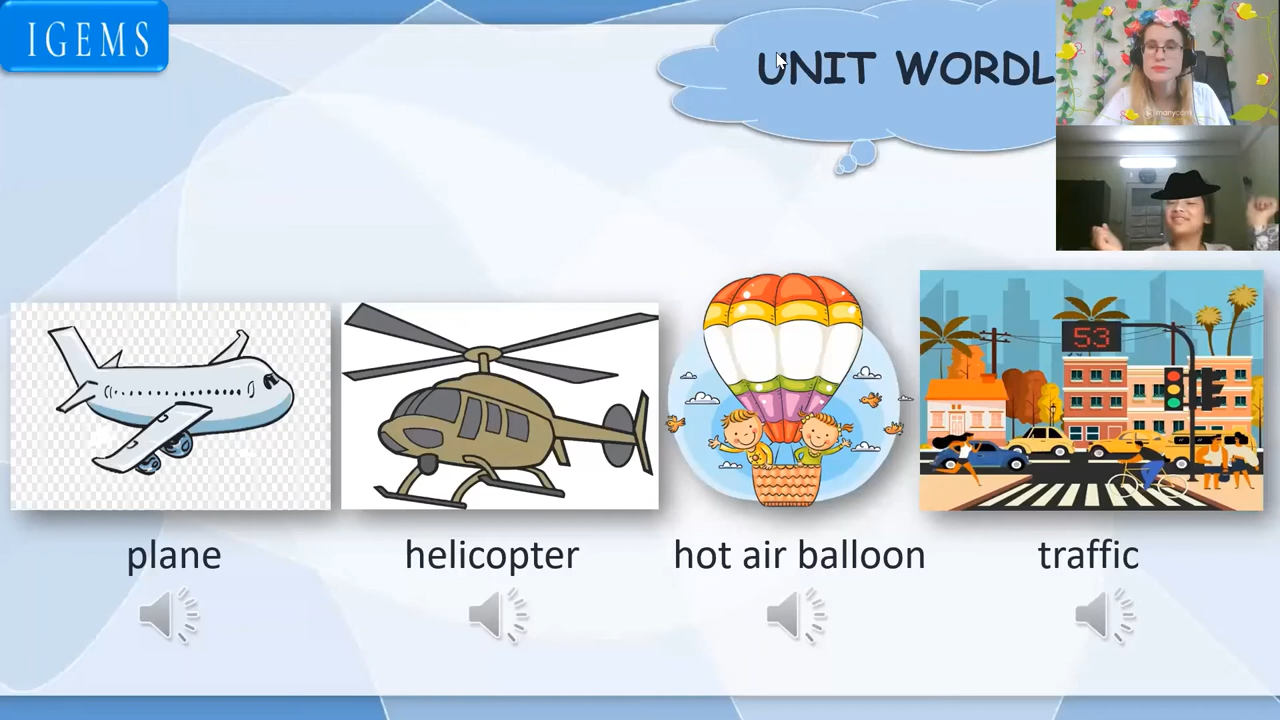 IGEMS
UNIT WORDL
53
plane
helicopter
hot air balloon
traffic